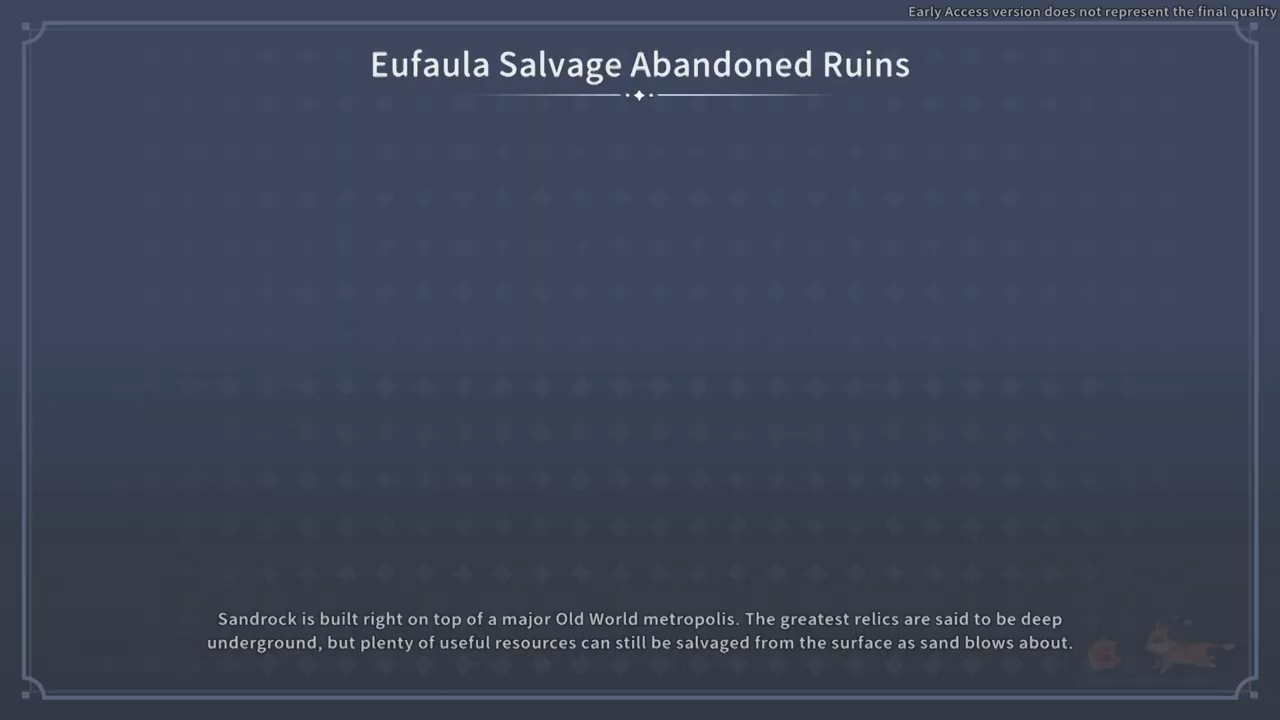 Early Access version does not represent the final quality
Eufaula Salvage Abandoned Ruins
Sandrock is built right on top of a major Old World metropolis. The greatest relics are said to be deep
underground, but plenty of useful resources can still be salvaged from the surface as sand blows about.